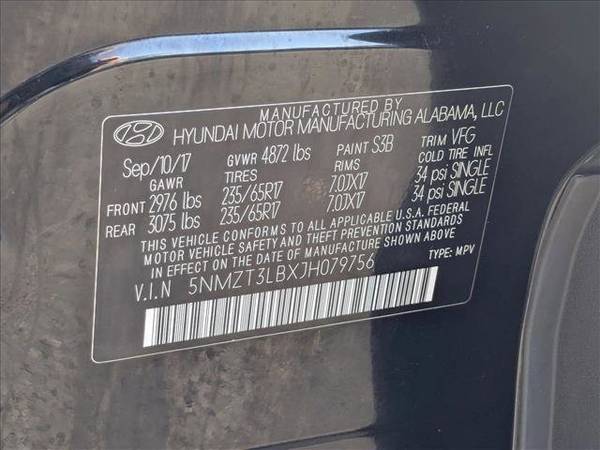 MANUFACTURED BY
HYUNDAI MOTOR MANUFACTURING ALABAMA, LLC
Sep/10/17 GVWR 4872 lbs PAINT S3B TRIM VFG
GAWR TIRES RIMS COLD TIRE INFL
FRONT 2976 lbs 235/65R17 7.0JX17 34 psi SINGLE
REAR 3075 lbs 235/65R17 7.0JX17 34 psi SINGLE
THIS VEHICLE CONFORMS TO ALL APPLICABLE U.S.A. FEDERAL
MOTOR VEHICLE SAFETY AND THEFT PREVENTION STANDARDS
IN EFFECT ON THE DATE OF MANUFACTURE SHOWN ABOVE.
V.I.N 5NMZT3LBXJH079756 TYPE: MPV